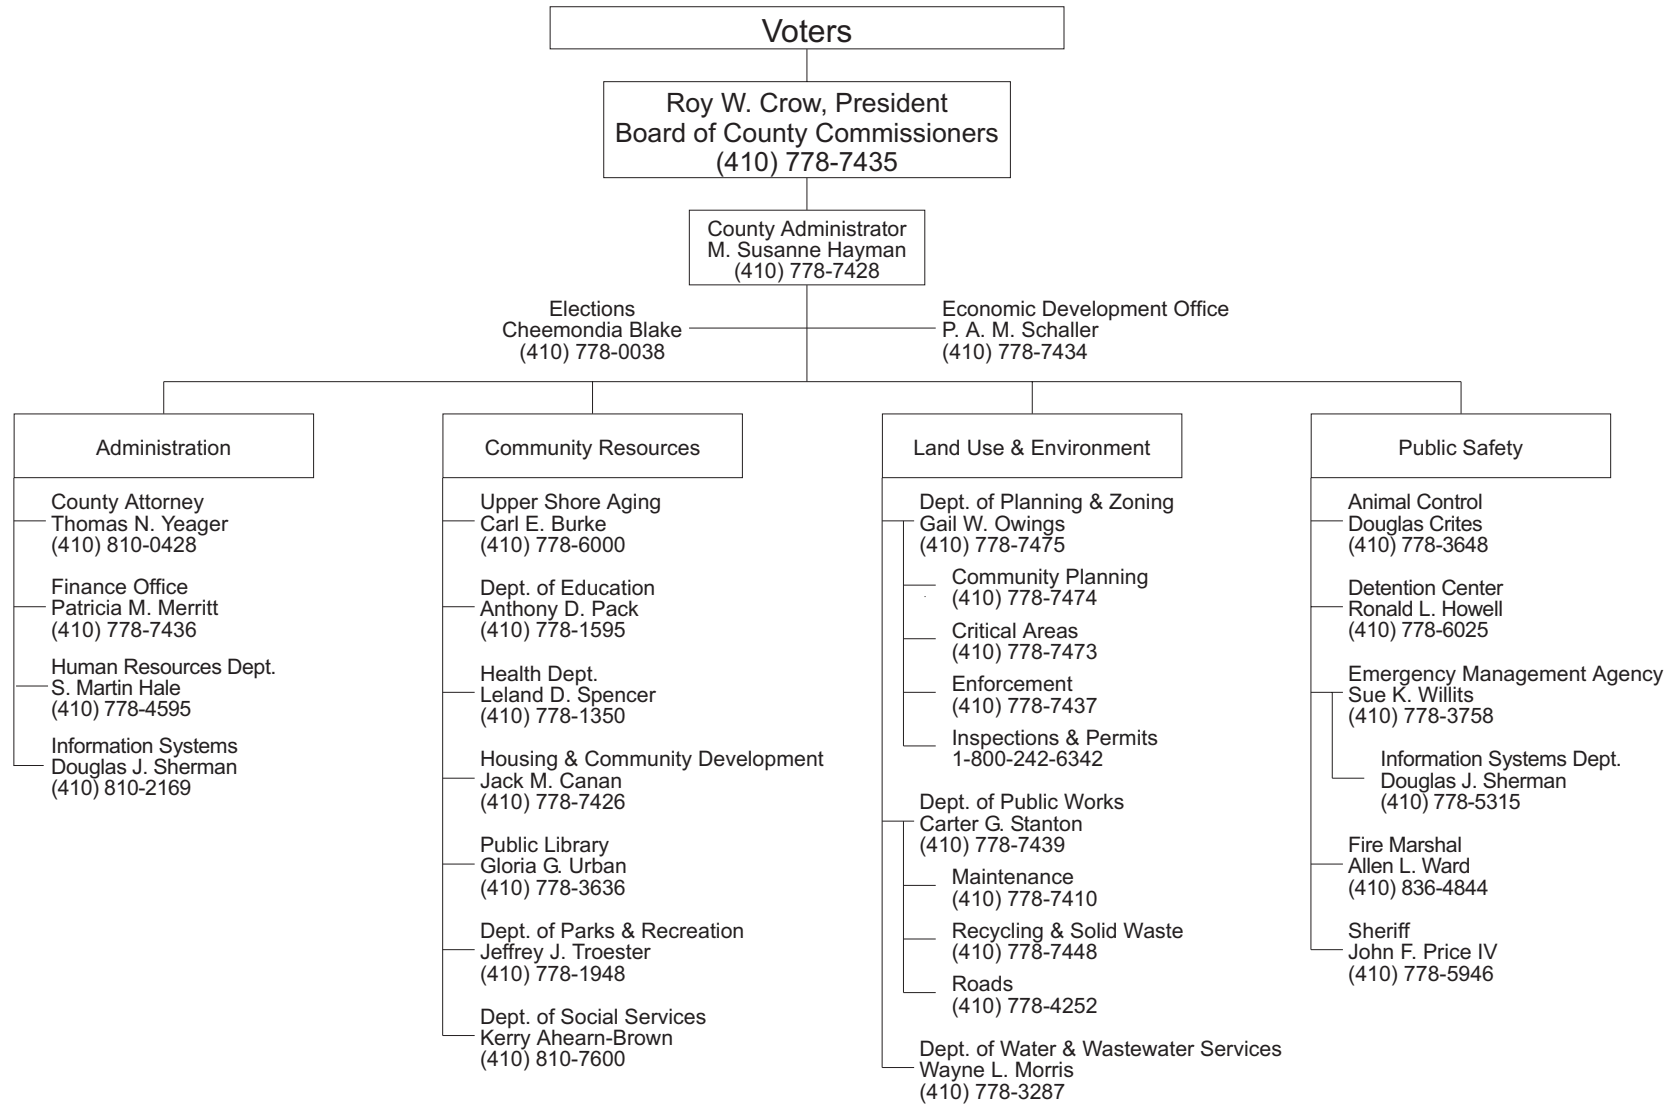 Voters
Roy W. Crow, President
Board of County Commissioners
(410) 778-7435
County Administrator
M. Susanne Hayman
(410) 778-7428
Elections
Cheemondia Blake
(410) 778-0038
Economic Development Office
P. A. M. Schaller
(410) 778-7434
Administration
County Attorney
Thomas N. Yeager
(410) 810-0428
Finance Office
Patricia M. Merritt
(410) 778-7436
Human Resources Dept.
S. Martin Hale
(410) 778-4595
Information Systems
Douglas J. Sherman
(410) 810-2169
Community Resources
Upper Shore Aging
Carl E. Burke
(410) 778-6000
Dept. of Education
Anthony D. Pack
(410) 778-1595
Health Dept.
Leland D. Spencer
(410) 778-1350
Housing & Community Development
Jack M. Canan
(410) 778-7426
Public Library
Gloria G. Urban
(410) 778-3636
Dept. of Parks & Recreation
Jeffrey J. Troester
(410) 778-1948
Dept. of Social Services
Kerry Ahearn-Brown
(410) 810-7600
Land Use & Environment
Dept. of Planning & Zoning
Gail W. Owings
(410) 778-7475
Community Planning
(410) 778-7474
Critical Areas
(410) 778-7473
Enforcement
(410) 778-7437
Inspections & Permits
1-800-242-6342
Dept. of Public Works
Carter G. Stanton
(410) 778-7439
Maintenance
(410) 778-7410
Recycling & Solid Waste
(410) 778-7448
Roads
(410) 778-4252
Dept. of Water & Wastewater Services
Wayne L. Morris
(410) 778-3287
Public Safety
Animal Control
Douglas Crites
(410) 778-3648
Detention Center
Ronald L. Howell
(410) 778-6025
Emergency Management Agency
Sue K. Willits
(410) 778-3758
Information Systems Dept.
Douglas J. Sherman
(410) 778-5315
Fire Marshal
Allen L. Ward
(410) 836-4844
Sheriff
John F. Price IV
(410) 778-5946